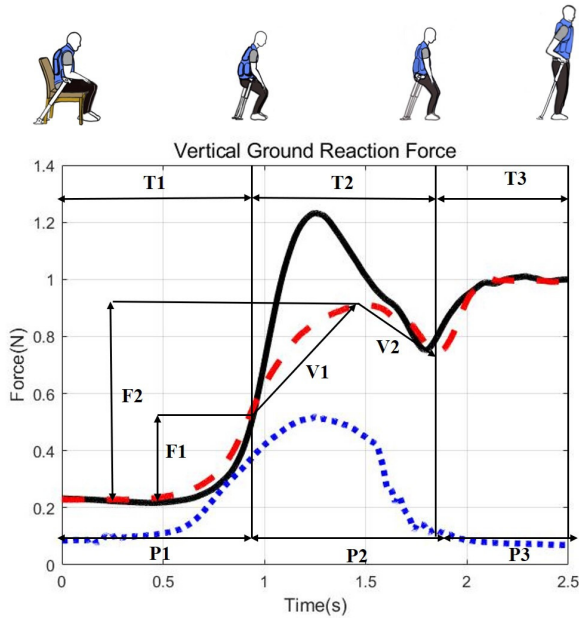 Vertical Ground Reaction Force
1.4
T1 T2 T3
1.2
1
0.8
Force(N)
F2
V1
V2
0.6
F1
0.4
0.2
P1 P2 P3
0
0 0.5 1 1.5 2 2.5
Time(s)